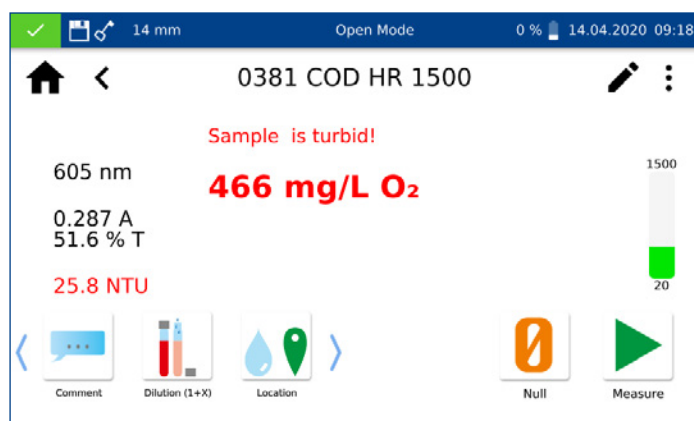 14 mm Open Mode 0 % 14.04.2020 09:18
0381 COD HR 1500
Sample is turbid!
605 nm
466 mg/L O₂
0.287 A
51.6 % T
25.8 NTU
1500
20
Comment
Dilution (1+X)
Location
Null
Measure